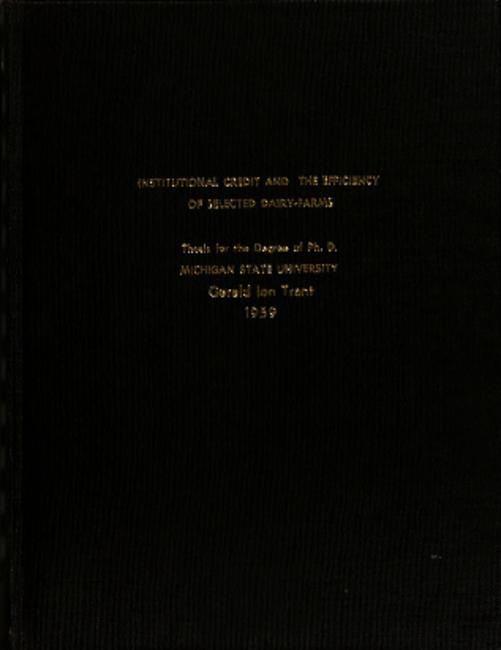 INSTITUTIONAL CREDIT AND THE EFFICIENCY
OF SELECTED DAIRY-FARMS
Thesis for the Degree of Ph. D.
MICHIGAN STATE UNIVERSITY
Gerald Ion Trant
1959